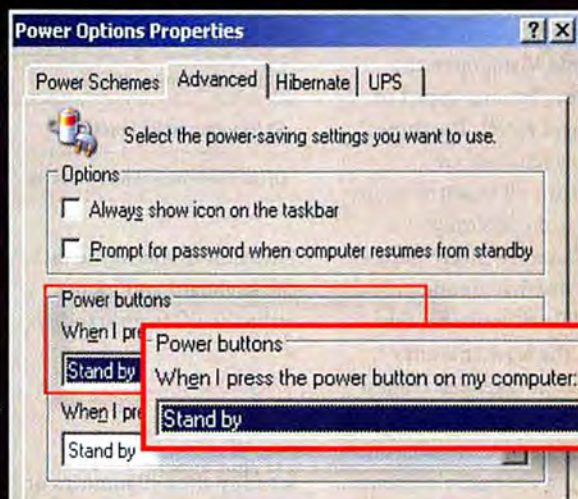 Power Options Properties
Power Schemes Advanced Hibernate UPS
Select the power-saving settings you want to use.
Options
Always show icon on the taskbar
Prompt for password when computer resumes from standby
Power buttons
When I pre
Stand by
When I pre
Stand by
Power buttons
When I press the power button on my computer:
Stand by